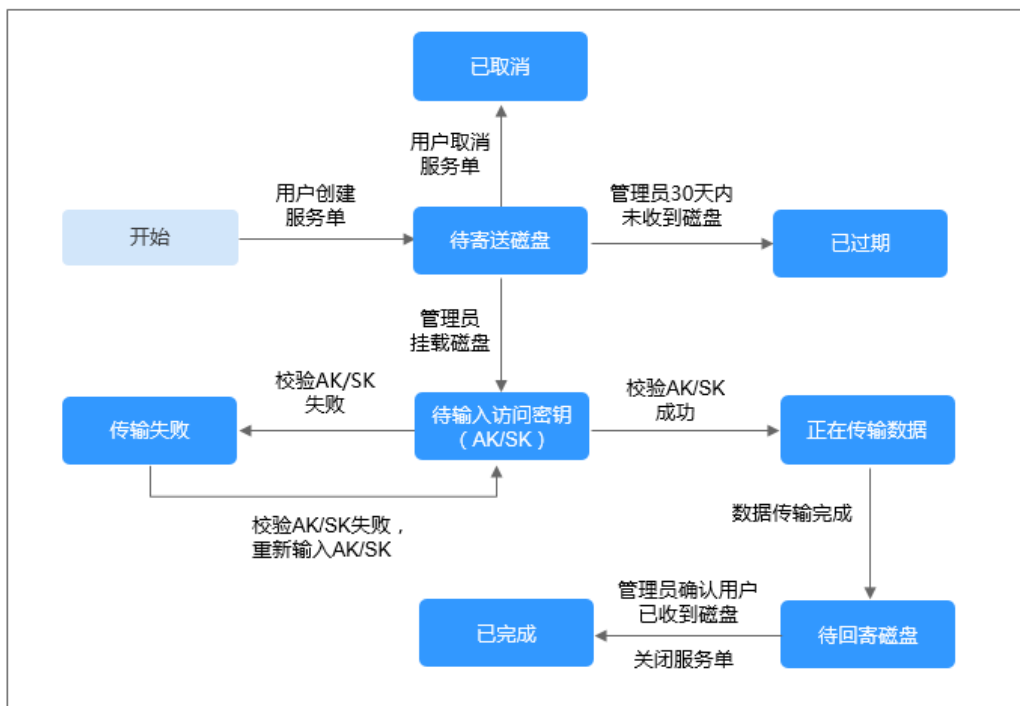 已取消
用户取消
服务单
用户创建
服务单
管理员30天内
未收到磁盘
开始
待寄送磁盘
已过期
管理员
挂载磁盘
校验AK/SK
失败
校验AK/SK
成功
传输失败
待输入访问密钥
（AK/SK）
正在传输数据
校验AK/SK失败，
重新输入AK/SK
数据传输完成
管理员确认用户
已收到磁盘
已完成
待回寄磁盘
关闭服务单